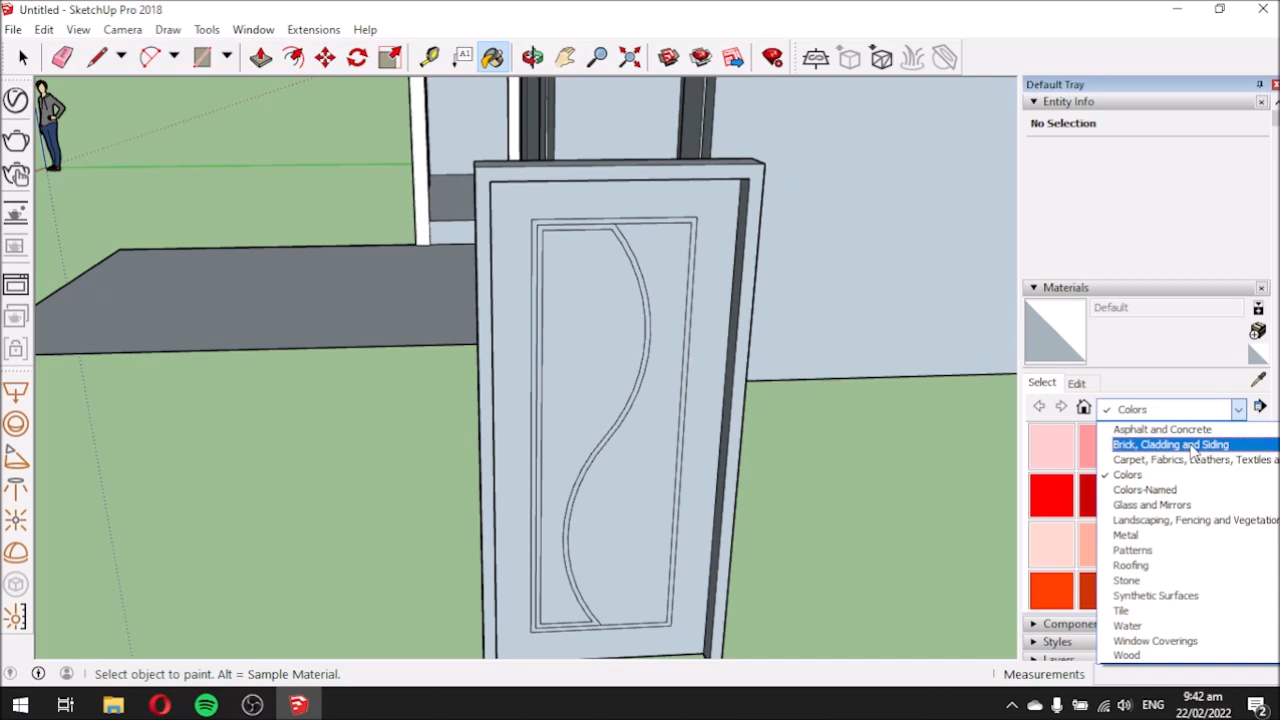 Untitled - SketchUp Pro 2018
File Edit View Camera Draw Tools Window Extensions Help
A1
Default Tray
Entity Info
No Selection
Materials
Default
Select Edit
Colors
Asphalt and Concrete
Brick, Cladding and Siding
Carpet, Fabrics, Leathers, Textiles a
Colors
Colors-Named
Glass and Mirrors
Landscaping, Fencing and Vegetation
Metal
Patterns
Roofing
Stone
Synthetic Surfaces
Tile
Water
Window Coverings
Wood
Compone
Styles
Select object to paint. Alt = Sample Material.
Measurements
ENG
9:42 am
22/02/2022
2